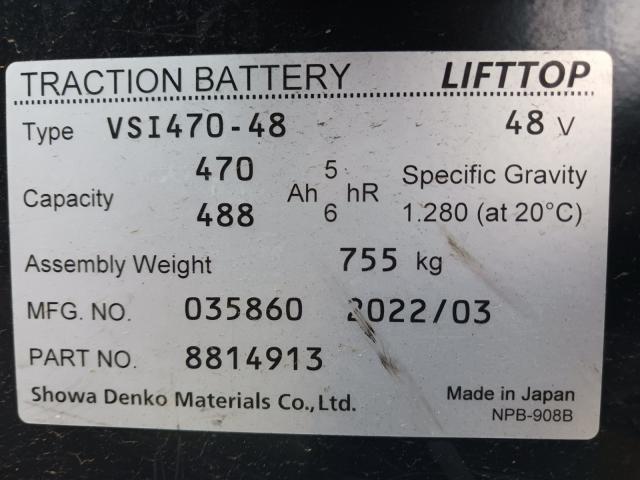 TRACTION BATTERY LIFTTOP
Type VSI470-48 48 V
Capacity 470 Ah 5 hR Specific Gravity
488 6 1.280 (at 20°C)
Assembly Weight 755 kg
MFG. NO. 035860 2022/03
PART NO. 8814913
Showa Denko Materials Co., Ltd. Made in Japan
NPB-908B